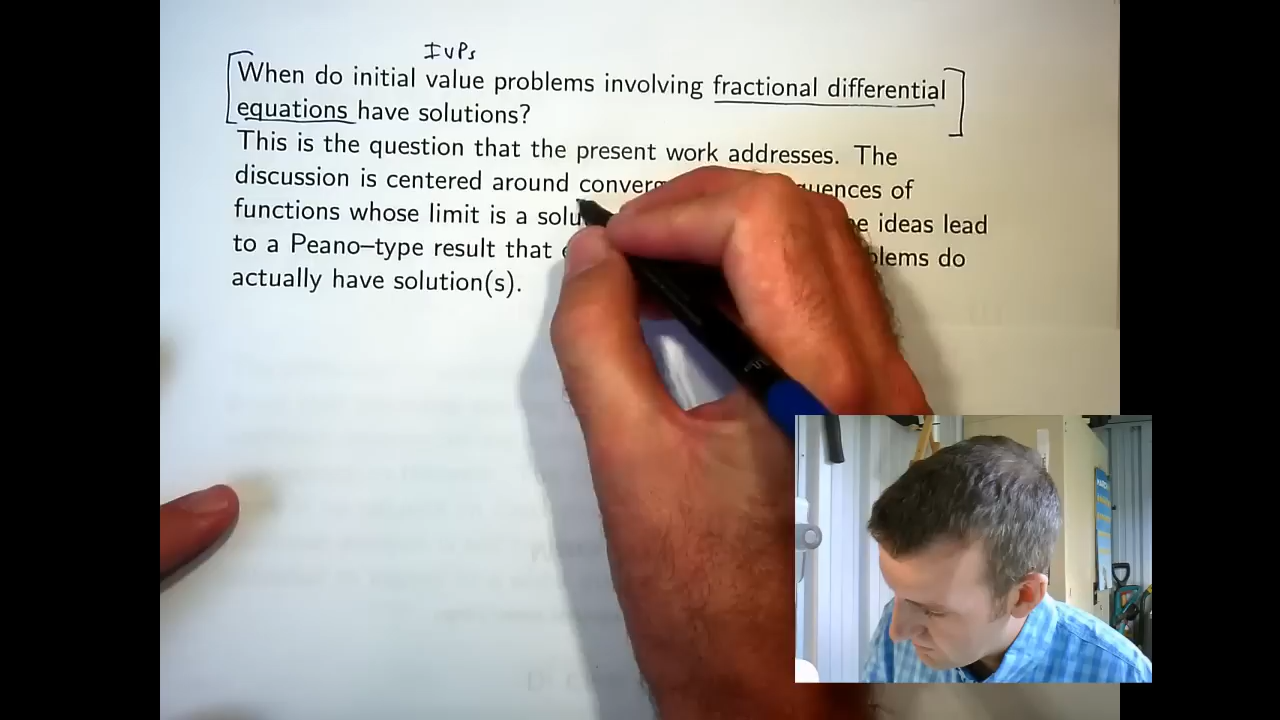 IVPs
When do initial value problems involving fractional differential
equations have solutions?
This is the question that the present work addresses. The
discussion is centered around of
functions whose limit is a ideas lead
to a Peano–type result that do
actually have solution(s).